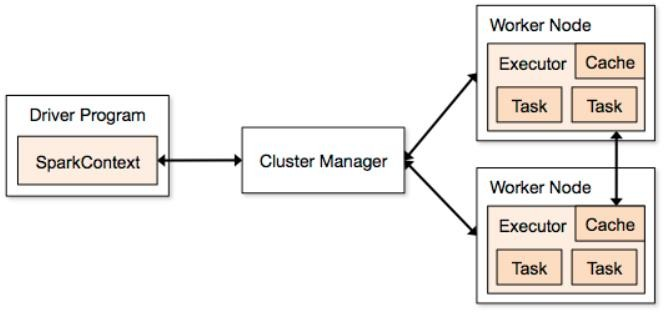 Driver Program
SparkContext
Cluster Manager
Worker Node
Executor
Cache
Task
Task
Worker Node
Executor
Cache
Task
Task